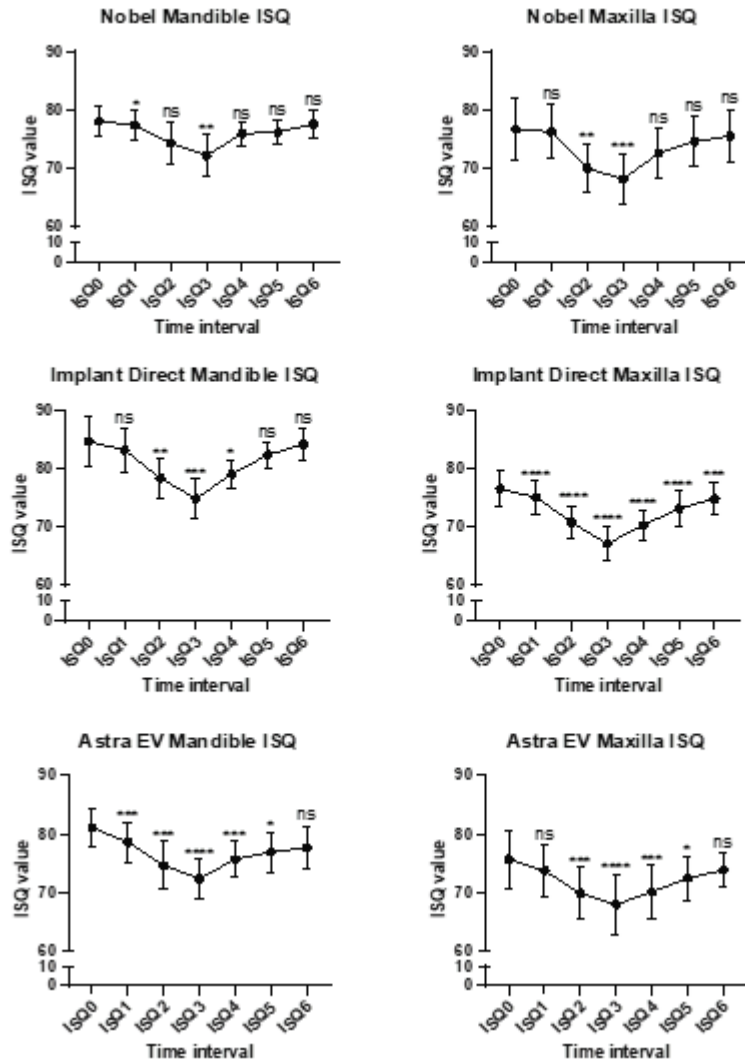 Nobel Mandible ISQ
90
80
70
60
10
0
ISQ value
* ns ** ns ns ns
ISQ0 ISQ1 ISQ2 ISQ3 ISQ4 ISQ5 ISQ6
Time interval
Nobel Maxilla ISQ
90
80
70
60
10
0
ISQ value
ns ** *** ns ns ns
ISQ0 ISQ1 ISQ2 ISQ3 ISQ4 ISQ5 ISQ6
Time interval
Implant Direct Mandible ISQ
90
80
70
60
10
0
ISQ value
ns ** *** * ns ns
ISQ0 ISQ1 ISQ2 ISQ3 ISQ4 ISQ5 ISQ6
Time interval
Implant Direct Maxilla ISQ
90
80
70
60
10
0
ISQ value
**** **** **** **** **** ***
ISQ0 ISQ1 ISQ2 ISQ3 ISQ4 ISQ5 ISQ6
Time interval
Astra EV Mandible ISQ
90
80
70
60
10
0
ISQ value
*** *** **** *** * ns
ISQ0 ISQ1 ISQ2 ISQ3 ISQ4 ISQ5 ISQ6
Time interval
Astra EV Maxilla ISQ
90
80
70
60
10
0
ISQ value
ns *** **** *** * ns
ISQ0 ISQ1 ISQ2 ISQ3 ISQ4 ISQ5 ISQ6
Time interval